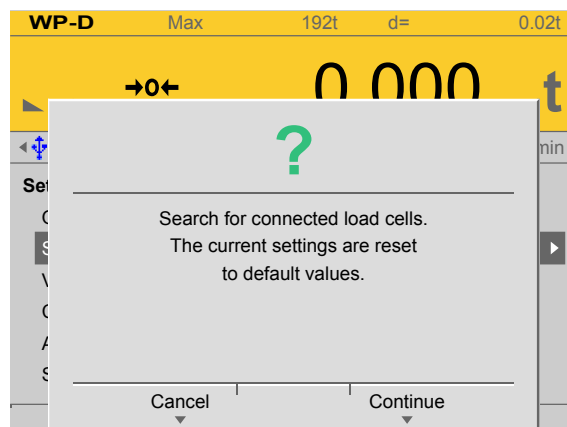 WP-D Max 192t d= 0.02t
→0← 0.000 t
min
?
Search for connected load cells.
The current settings are reset
to default values.
Cancel Continue